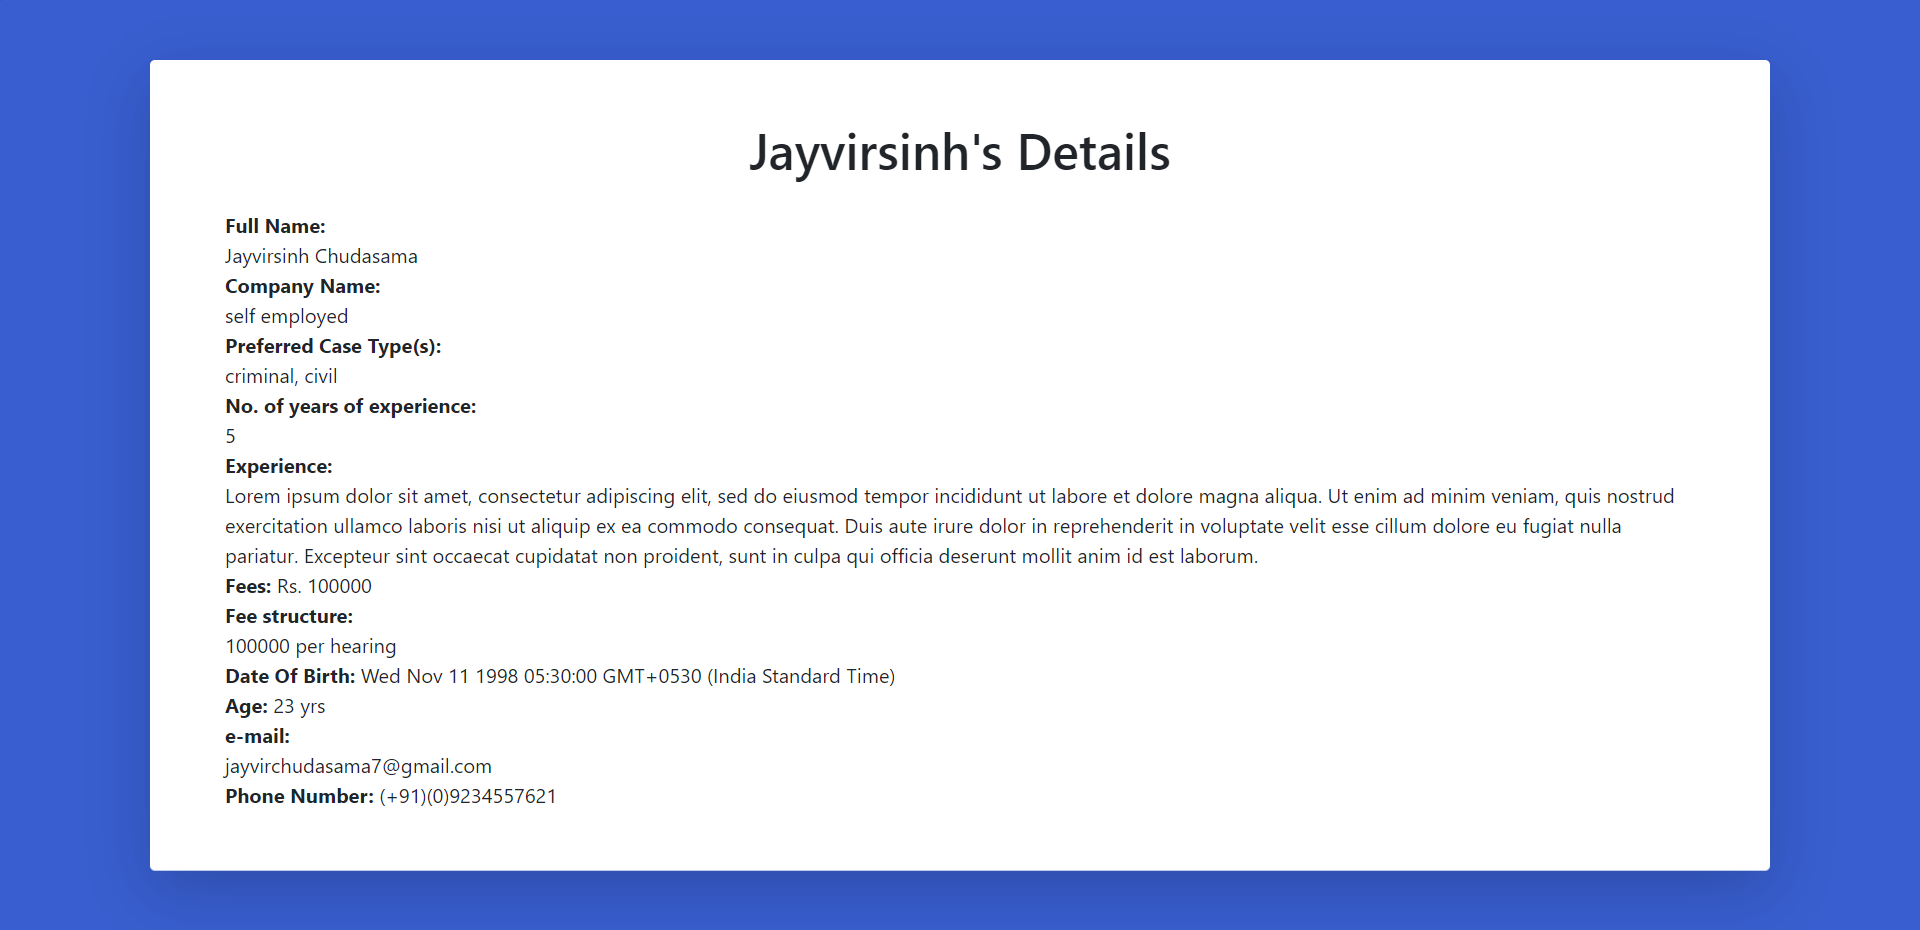 Jayvirsinh's Details
Full Name:
Jayvirsinh Chudasama
Company Name:
self employed
Preferred Case Type(s):
criminal, civil
No. of years of experience:
5
Experience:
Lorem ipsum dolor sit amet, consectetur adipiscing elit, sed do eiusmod tempor incididunt ut labore et dolore magna aliqua. Ut enim ad minim veniam, quis nostrud
exercitation ullamco laboris nisi ut aliquip ex ea commodo consequat. Duis aute irure dolor in reprehenderit in voluptate velit esse cillum dolore eu fugiat nulla
pariatur. Excepteur sint occaecat cupidatat non proident, sunt in culpa qui officia deserunt mollit anim id est laborum.
Fees: Rs. 100000
Fee structure:
100000 per hearing
Date Of Birth: Wed Nov 11 1998 05:30:00 GMT+0530 (India Standard Time)
Age: 23 yrs
e-mail:
jayvirchudasama7@gmail.com
Phone Number: (+91)(0)9234557621